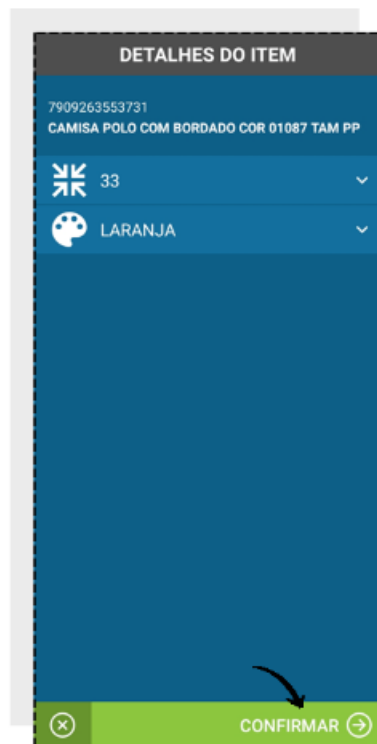 DETALHES DO ITEM
7909263553731
CAMISA POLO COM BORDADO COR 01087 TAM PP
33
LARANJA
CONFIRMAR